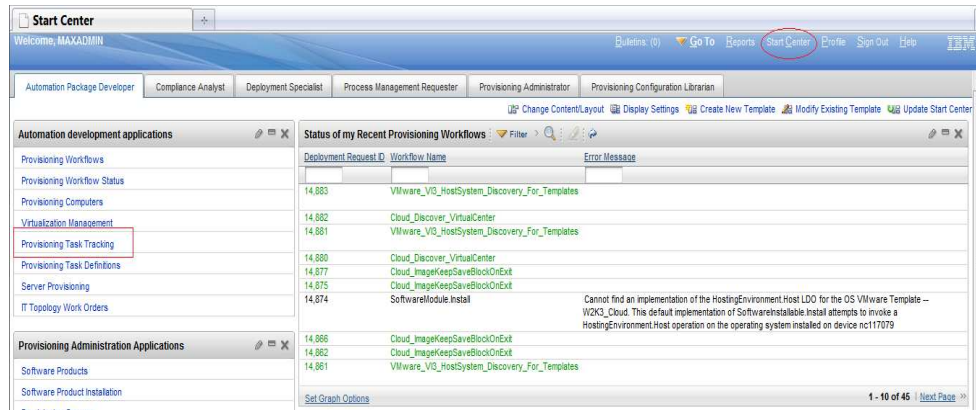 Start Center
Welcome, MAXADMIN
Bulletins: (0) Go To Reports Start Center Profile Sign Out Help IBM
Automation Package Developer Compliance Analyst Deployment Specialist Process Management Requester Provisioning Administrator Provisioning Configuration Librarian
Change Content/Layout Display Settings Create New Template Modify Existing Template Update Start Center
Automation development applications
Provisioning Workflows
Provisioning Workflow Status
Provisioning Computers
Virtualization Management
Provisioning Task Tracking
Provisioning Task Definitions
Server Provisioning
IT Topology Work Orders
Provisioning Administration Applications
Software Products
Software Product Installation
Status of my Recent Provisioning Workflows Filter
Deployment Request ID Workflow Name Error Message
14,883 VMware_VI3_HostSystem_Discovery_For_Templates
14,882 Cloud_Discover_VirtualCenter
14,881 VMware_VI3_HostSystem_Discovery_For_Templates
14,880 Cloud_Discover_VirtualCenter
14,877 Cloud_ImageKeepSaveBlockOnExit
14,875 Cloud_ImageKeepSaveBlockOnExit
14,874 SoftwareModule.Install Cannot find an implementation of the HostingEnvironment.Host LDO for the OS VMware Template --
W2K3_Cloud. This default implementation of SoftwareInstallable.Install attempts to invoke a
HostingEnvironment.Host operation on the operating system installed on device nc117079
14,866 Cloud_ImageKeepSaveBlockOnExit
14,862 Cloud_ImageKeepSaveBlockOnExit
14,861 VMware_VI3_HostSystem_Discovery_For_Templates
Set Graph Options 1 - 10 of 45 Next Page